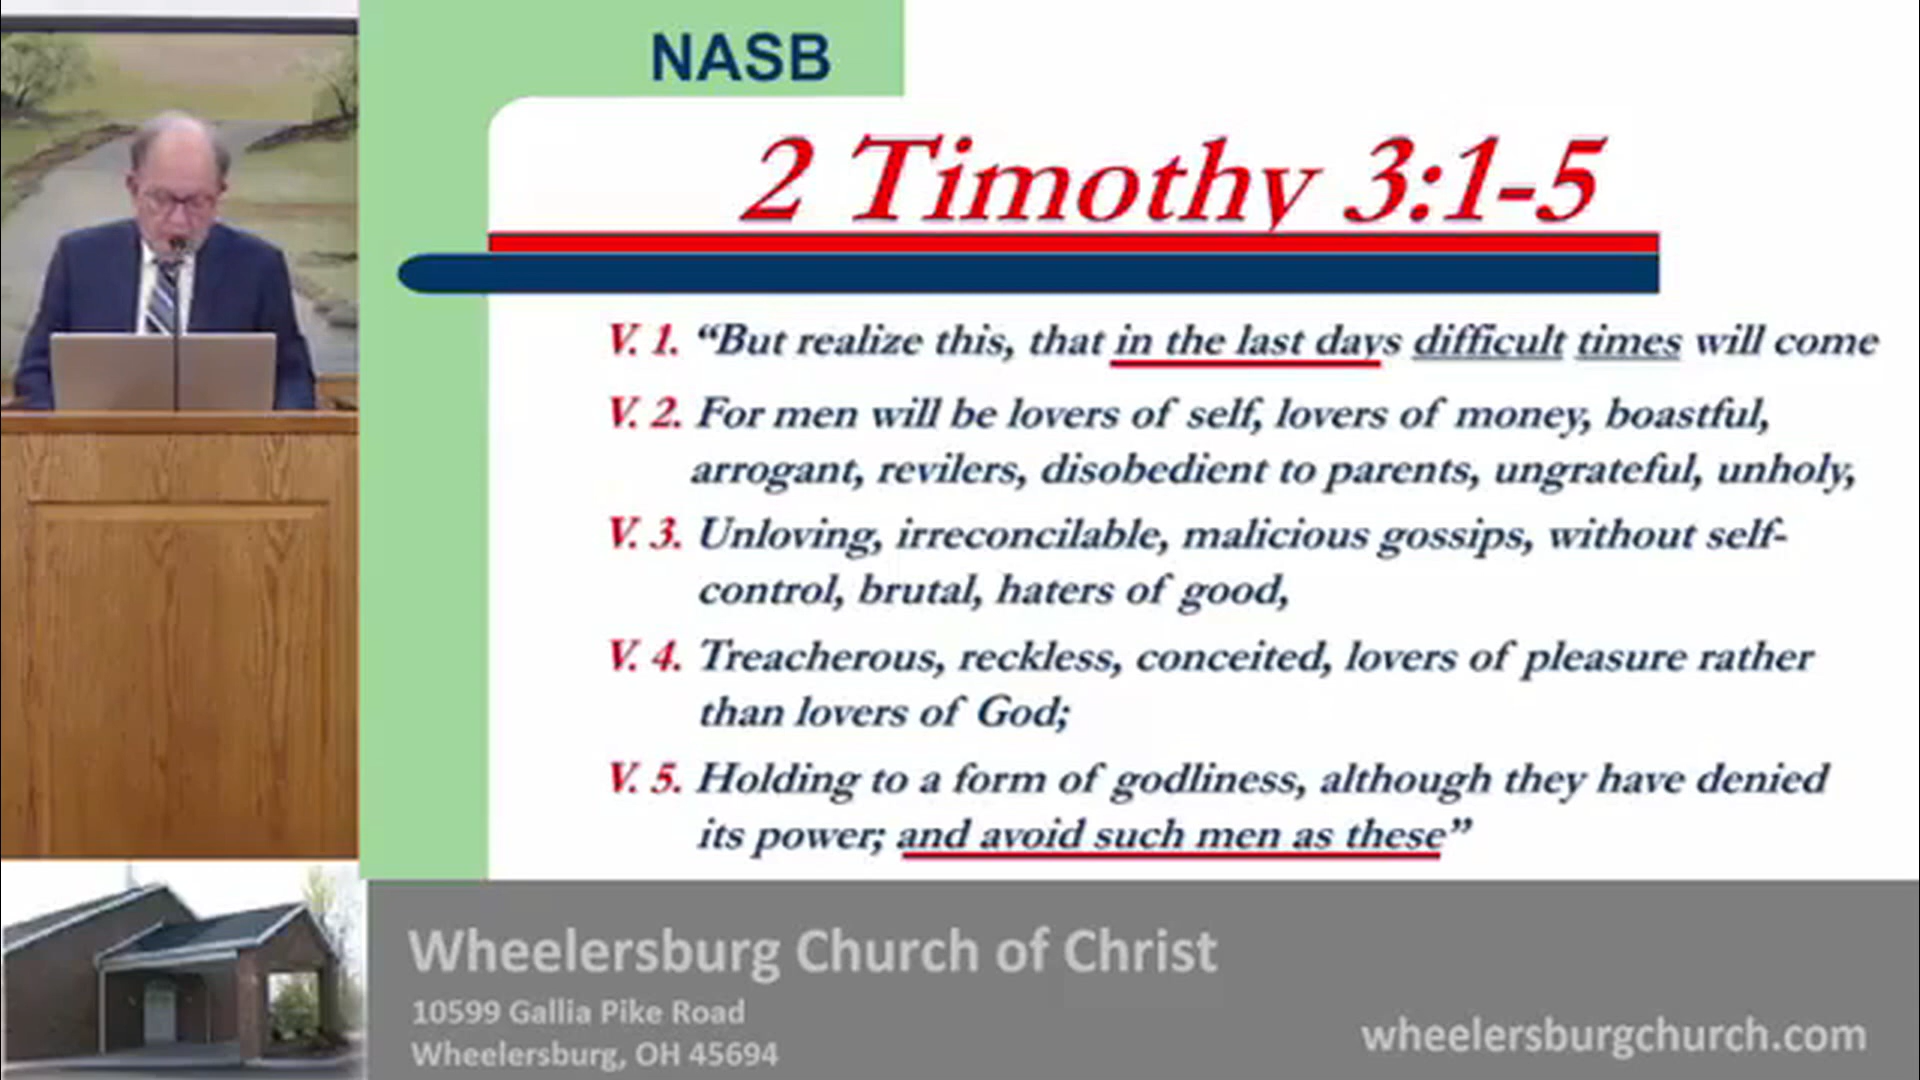 NASB
2 Timothy 3:1-5
V. 1. “But realize this, that in the last days difficult times will come
V. 2. For men will be lovers of self, lovers of money, boastful,
arrogant, revilers, disobedient to parents, ungrateful, unholy,
V. 3. Unloving, irreconcilable, malicious gossips, without self-
control, brutal, haters of good,
V. 4. Treacherous, reckless, conceited, lovers of pleasure rather
than lovers of God;
V. 5. Holding to a form of godliness, although they have denied
its power; and avoid such men as these”
Wheelersburg Church of Christ
10599 Gallia Pike Road
Wheelersburg, OH 45694
wheelersburgchurch.com